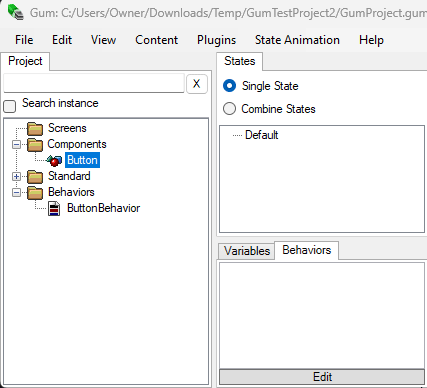 Gum: C:/Users/Owner/Downloads/Temp/GumTestProject2/GumProject.gum
File Edit View Content Plugins State Animation Help
Project
X
Search instance
Screens
Components
Button
Standard
Behaviors
ButtonBehavior
States
Single State
Combine States
Default
Variables Behaviors
Edit